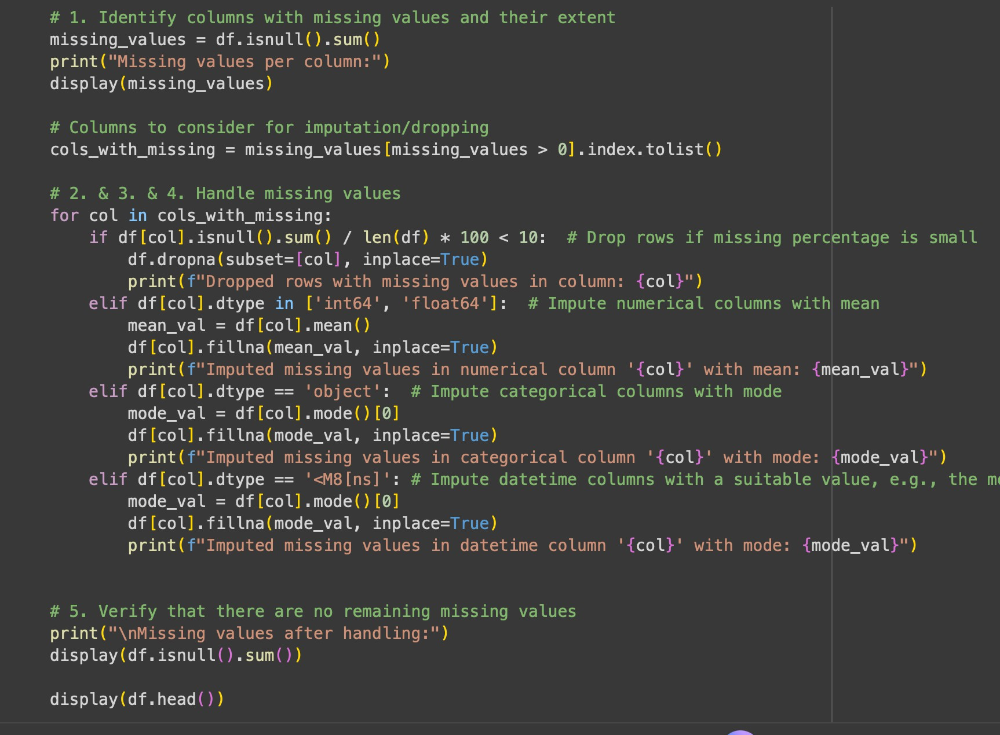 # 1. Identify columns with missing values and their extent
missing_values = df.isnull().sum()
print("Missing values per column:")
display(missing_values)
# Columns to consider for imputation/dropping
cols_with_missing = missing_values[missing_values > 0].index.tolist()
# 2. & 3. & 4. Handle missing values
for col in cols_with_missing:
    if df[col].isnull().sum() / len(df) * 100 < 10:  # Drop rows if missing percentage is small
        df.dropna(subset=[col], inplace=True)
        print(f"Dropped rows with missing values in column: {col}")
    elif df[col].dtype in ['int64', 'float64']:  # Impute numerical columns with mean
        mean_val = df[col].mean()
        df[col].fillna(mean_val, inplace=True)
        print(f"Imputed missing values in numerical column '{col}' with mean: {mean_val}")
    elif df[col].dtype == 'object':  # Impute categorical columns with mode
        mode_val = df[col].mode()[0]
        df[col].fillna(mode_val, inplace=True)
        print(f"Imputed missing values in categorical column '{col}' with mode: {mode_val}")
    elif df[col].dtype == '<M8[ns]': # Impute datetime columns with a suitable value, e.g., the
        mode_val = df[col].mode()[0]
        df[col].fillna(mode_val, inplace=True)
        print(f"Imputed missing values in datetime column '{col}' with mode: {mode_val}")
# 5. Verify that there are no remaining missing values
print("\nMissing values after handling:")
display(df.isnull().sum())
display(df.head())